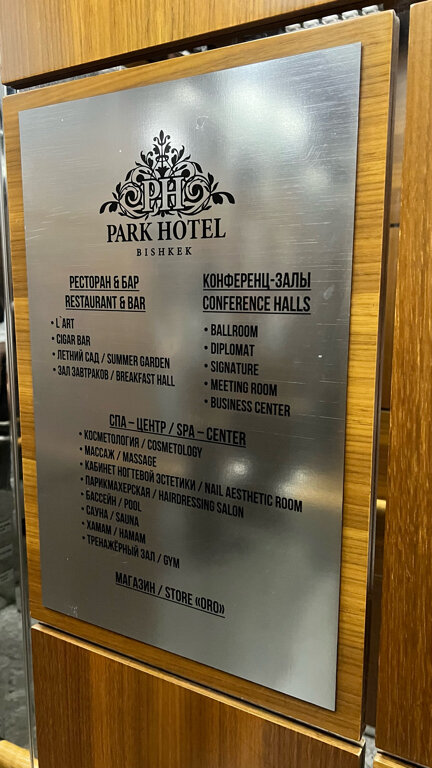 PH
PARK HOTEL
BISHKEK
РЕСТОРАН & БАР
RESTAURANT & BAR
• L`ART
• CIGAR BAR
• ЛЕТНИЙ САД / SUMMER GARDEN
• ЗАЛ ЗАВТРАКОВ / BREAKFAST HALL
КОНФЕРЕНЦ-ЗАЛЫ
CONFERENCE HALLS
• BALLROOM
• DIPLOMAT
• SIGNATURE
• MEETING ROOM
• BUSINESS CENTER
СПА – ЦЕНТР / SPA – CENTER
• КОСМЕТОЛОГИЯ / COSMETOLOGY
• МАССАЖ / MASSAGE
• КАБИНЕТ НОГТЕВОЙ ЭСТЕТИКИ / NAIL AESTHETIC ROOM
• ПАРИКМАХЕРСКАЯ / HAIRDRESSING SALON
• БАССЕЙН / POOL
• САУНА / SAUNA
• ХАМАМ / HAMAM
• ТРЕНАЖЁРНЫЙ ЗАЛ / GYM
МАГАЗИН / STORE «ORO»